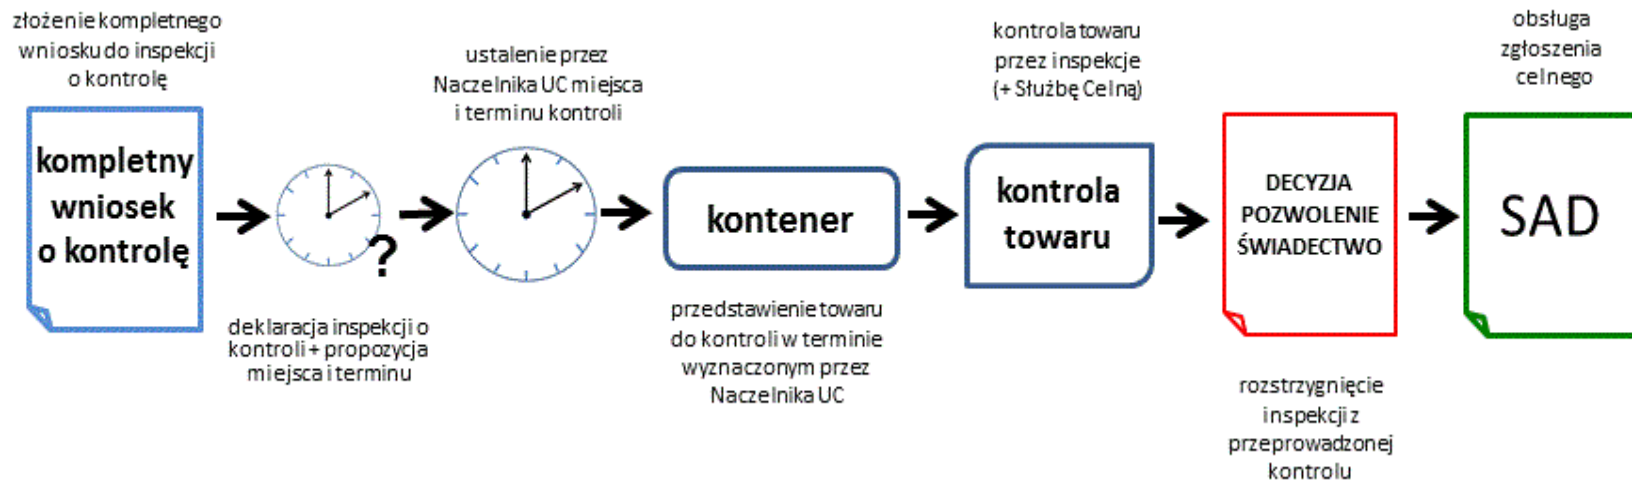 złożenie kompletnego
wniosku do inspekcji
o kontrolę
kompletny
wniosek
o kontrolę
?
deklaracja inspekcji o
kontroli + propozycja
miejsca i terminu
ustalenie przez
Naczelnika UC miejsca
i terminu kontroli
kontener
przedstawienie towaru
do kontroli w terminie
wyznaczonym przez
Naczelnika UC
kontrola towaru
przez inspekcje
(+ Służbę Celną)
kontrola
towaru
DECYZJA
POZWOLENIE
ŚWIADECTWO
rozstrzygnięcie
inspekcji z
przeprowadzonej
kontrolu
obsługa
zgłoszenia
celnego
SAD